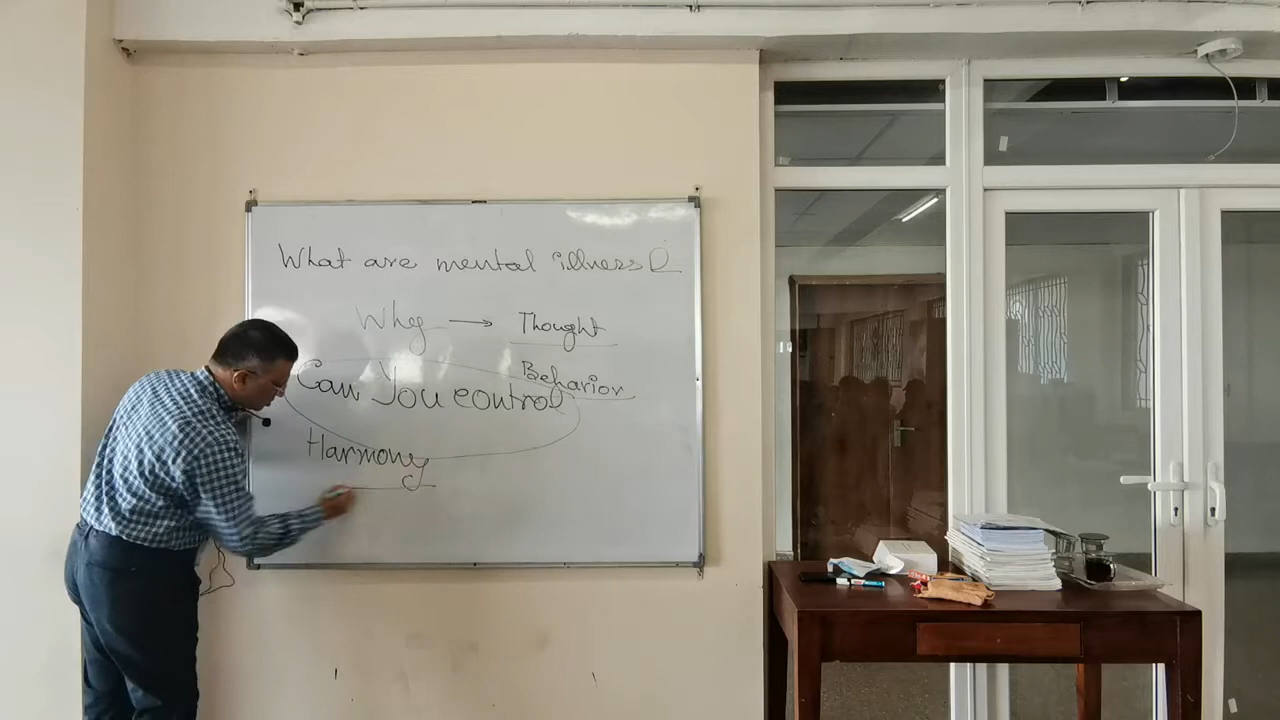 What are mental illness?
Why → Thought
Behavior
Can You control
Harmony